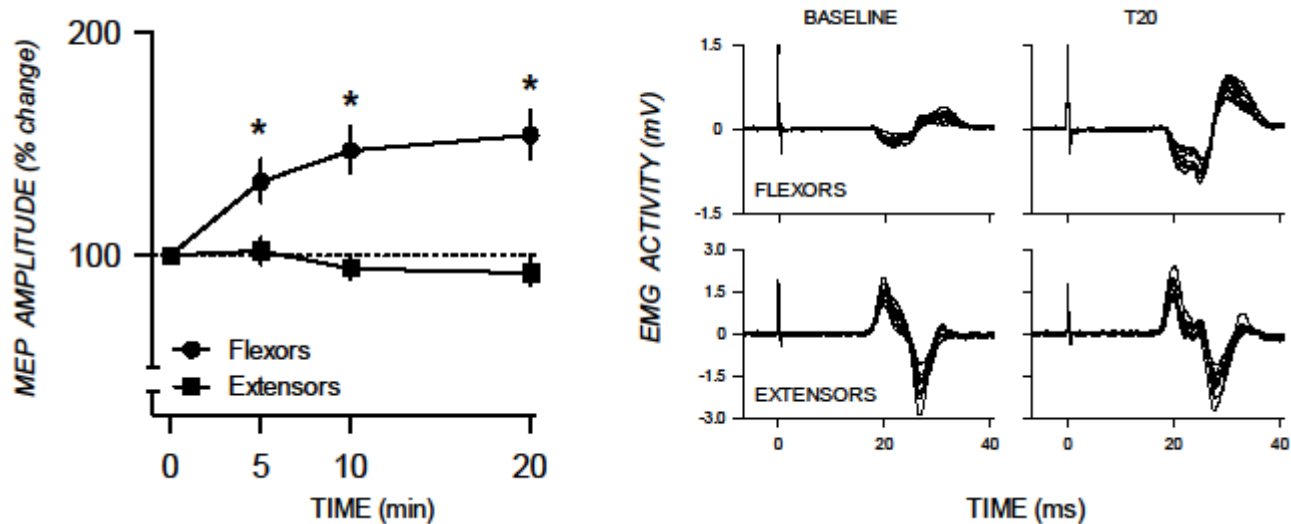 MEP AMPLITUDE (% change)
200
100
*
*
*
Flexors
Extensors
0
5
10
20
TIME (min)
BASELINE
T20
EMG ACTIVITY (mV)
1.5
0
-1.5
FLEXORS
3.0
1.5
0
-1.5
-3.0
EXTENSORS
0
20
40
0
20
40
TIME (ms)